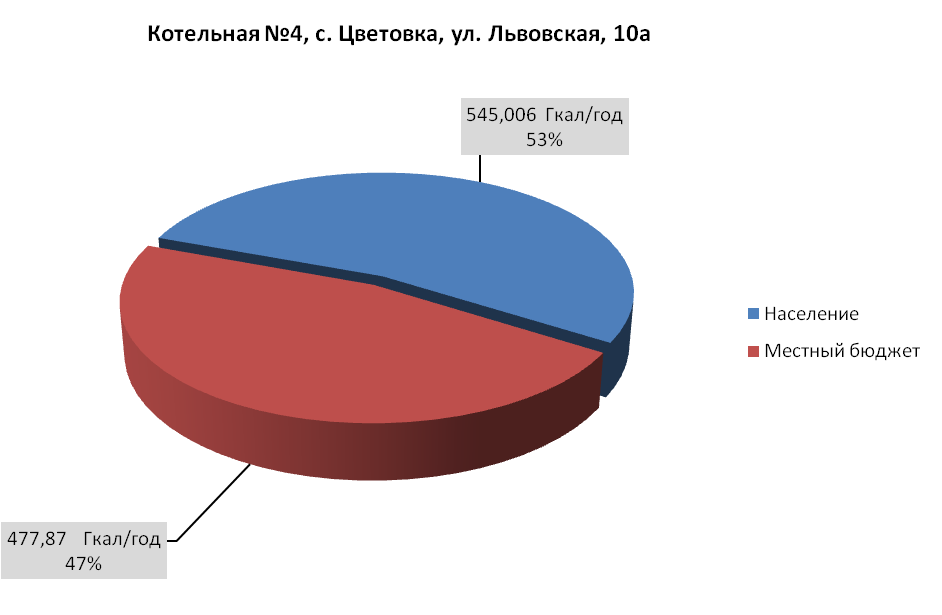 Котельная №4, с. Цветовка, ул. Львовская, 10а
545,006 Гкал/год
53%
Население
Местный бюджет
477,87 Гкал/год
47%